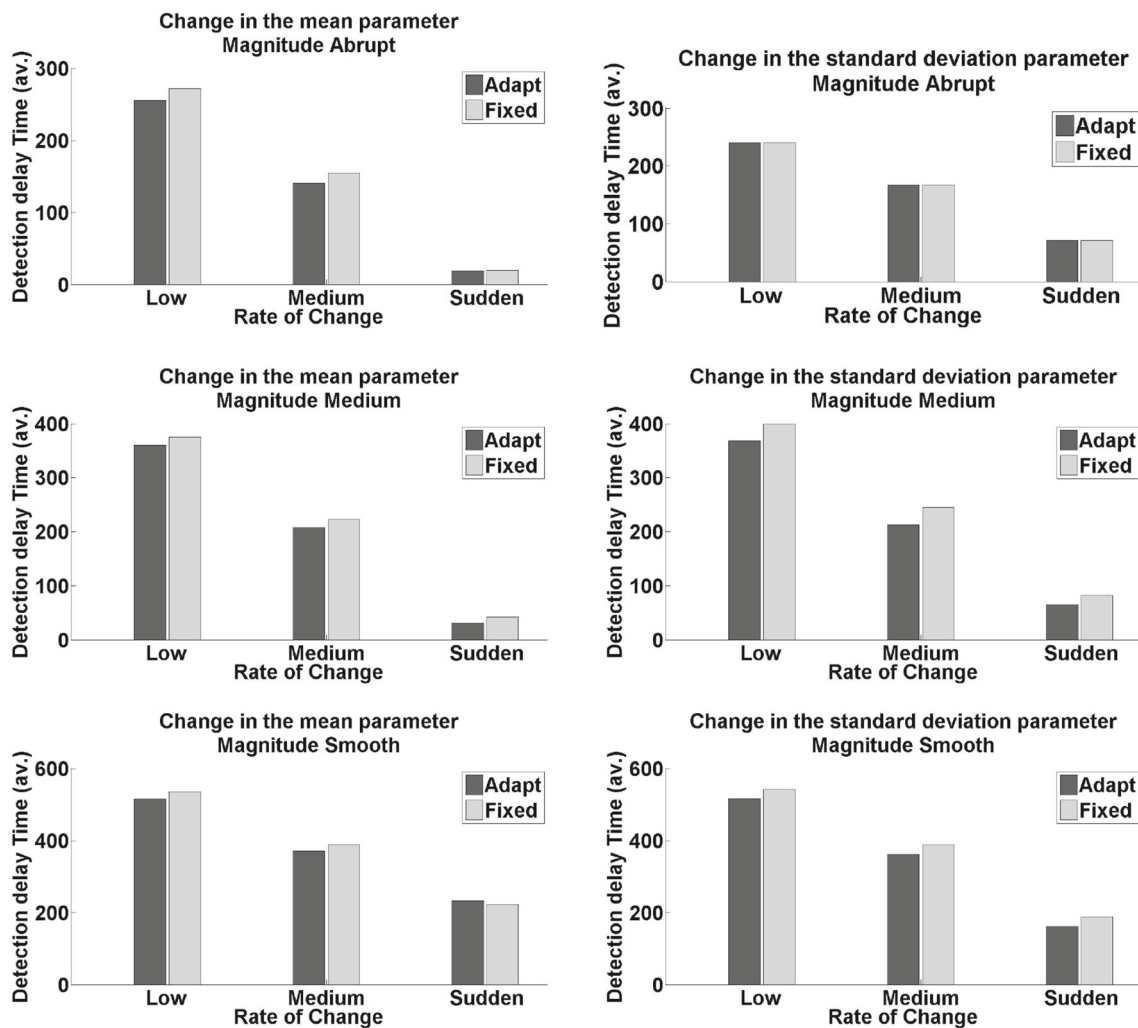 Change in the mean parameter
Magnitude Abrupt
Detection delay Time (av.)
300
200
100
0
Adapt
Fixed
Low
Medium
Sudden
Rate of Change
Change in the standard deviation parameter
Magnitude Abrupt
Detection delay Time (av.)
300
200
100
0
Adapt
Fixed
Low
Medium
Sudden
Rate of Change
Change in the mean parameter
Magnitude Medium
Detection delay Time (av.)
400
300
200
100
0
Adapt
Fixed
Low
Medium
Sudden
Rate of Change
Change in the standard deviation parameter
Magnitude Medium
Detection delay Time (av.)
400
300
200
100
0
Adapt
Fixed
Low
Medium
Sudden
Rate of Change
Change in the mean parameter
Magnitude Smooth
Detection delay Time (av.)
600
400
200
0
Adapt
Fixed
Low
Medium
Sudden
Rate of Change
Change in the standard deviation parameter
Magnitude Smooth
Detection delay Time (av.)
600
400
200
0
Adapt
Fixed
Low
Medium
Sudden
Rate of Change